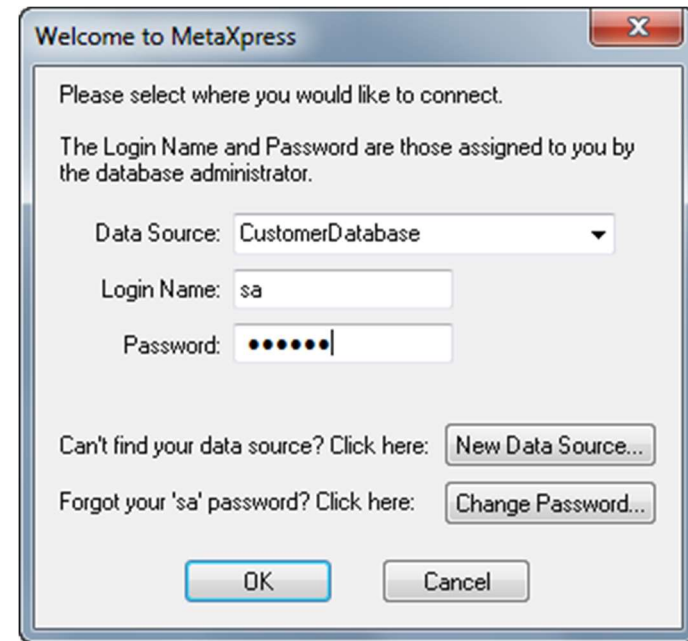 Welcome to MetaXpress
Please select where you would like to connect.
The Login Name and Password are those assigned to you by
the database administrator.
Data Source: CustomerDatabase
Login Name: sa
Password: ••••••
Can't find your data source? Click here: New Data Source...
Forgot your 'sa' password? Click here: Change Password...
OK Cancel